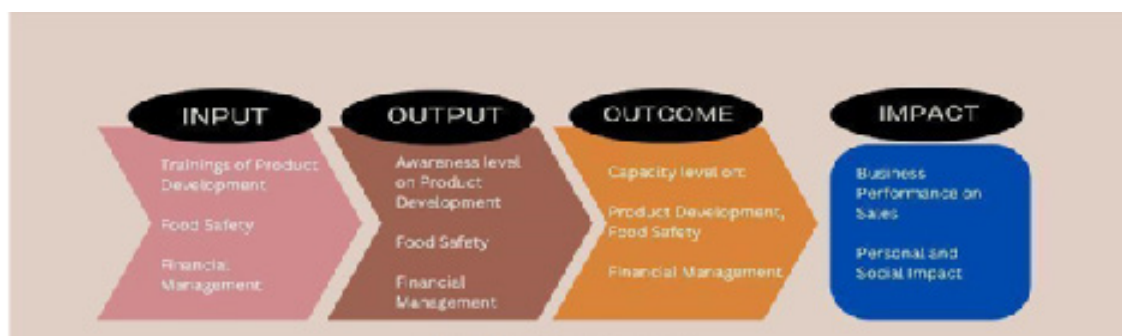 INPUT
Trainings of Product
Development
Food Safety
Financial
Management
OUTPUT
Awareness level
on Product
Development
Food Safety
Financial
Management
OUTCOME
Capacity level on:
Product Development,
Food Safety
Financial Management
IMPACT
Business
Performance on
Sales
Personal and
Social Impact